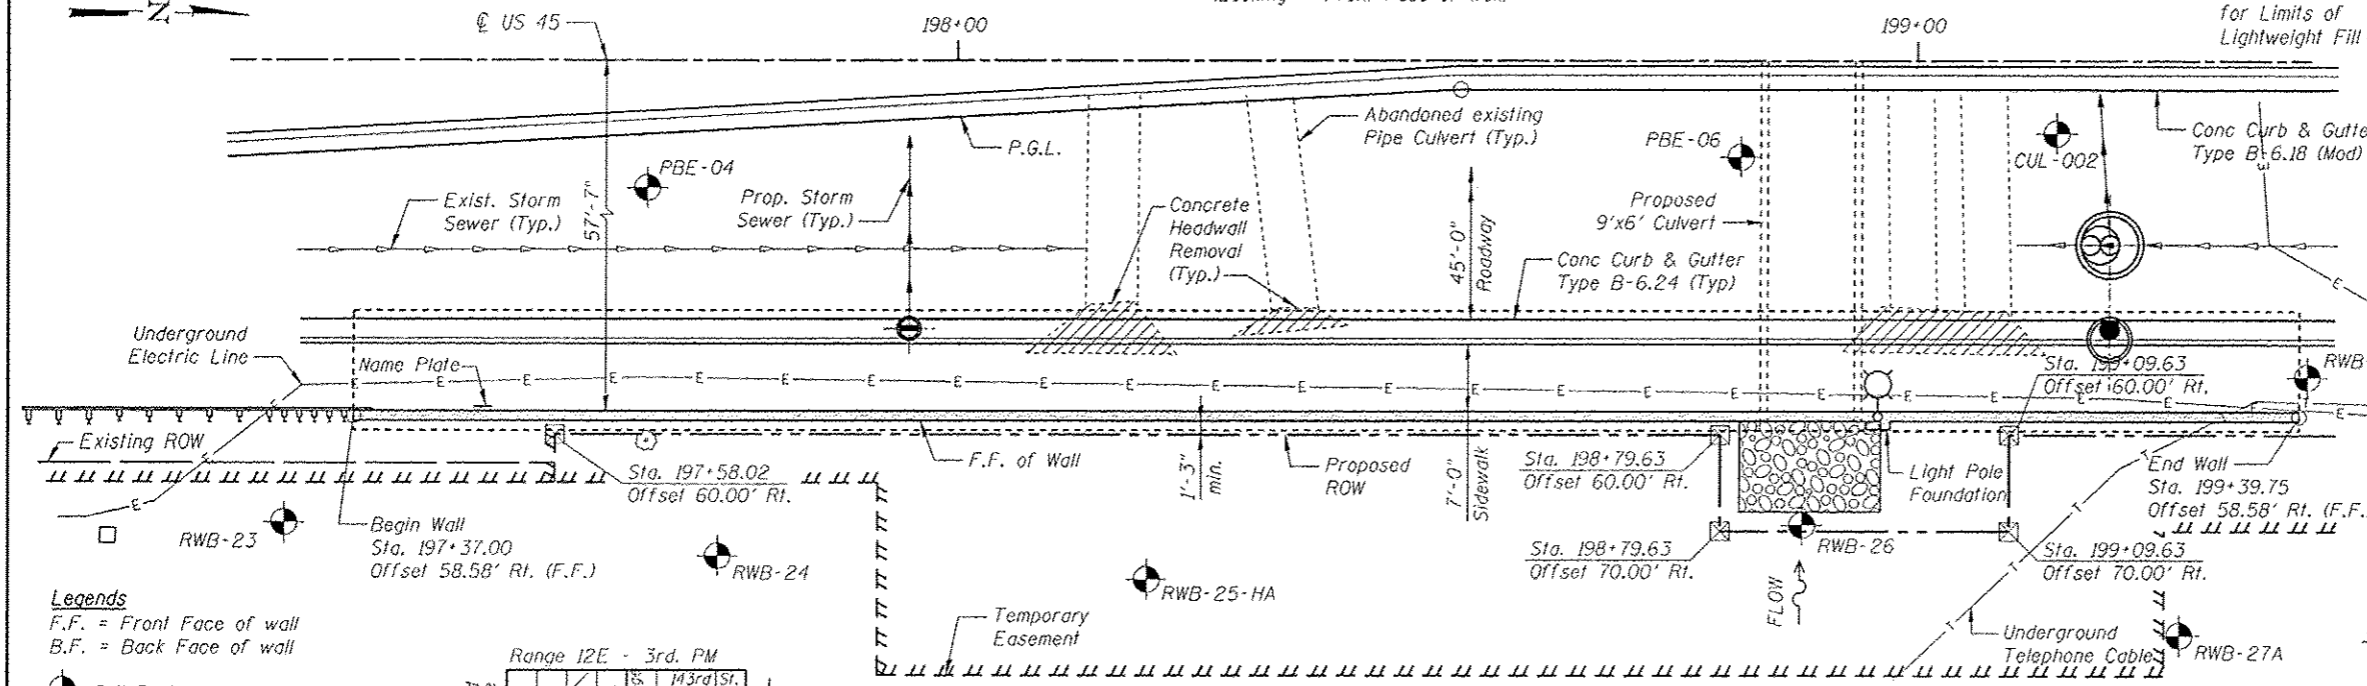 N
for Limits of
Lightweight Fill
℄ US 45
198+00
199+00
Abandoned existing
Pipe Culvert (Typ.)
PBE-06
CUL-002
Conc Curb & Gutte
Type B-6.18 (Mod)
P.G.L.
PBE-04
Exist. Storm
Sewer (Typ.)
57'-7"
Prop. Storm
Sewer (Typ.)
Concrete
Headwall
Removal
(Typ.)
45'-0"
Roadway
Proposed
9'x6' Culvert
Conc Curb & Gutter
Type B-6.24 (Typ)
E
Underground
Electric Line
Name Plate
E E E E E E E E E E E E E E E
Sta. 199+09.63
Offset 60.00' Rt.
RWB-
Existing ROW
E
Sta. 197+58.02
Offset 60.00' Rt.
F.F. of Wall
1'-3"
min.
Proposed
ROW
7'-0"
Sidewalk
Sta. 198+79.63
Offset 60.00' Rt.
Light Pole
Foundation
End Wall
Sta. 199+39.75
Offset 58.58' Rt. (F.F.
RWB-23
Begin Wall
Sta. 197+37.00
Offset 58.58' Rt. (F.F.)
RWB-24
RWB-25-HA
Sta. 198+79.63
Offset 70.00' Rt.
RWB-26
Sta. 199+09.63
Offset 70.00' Rt.
FLOW
T T T T
Legends
F.F. = Front Face of wall
B.F. = Back Face of wall
Temporary
Easement
Underground
Telephone Cable
RWB-27A
Range 12E - 3rd. PM
143rd St.